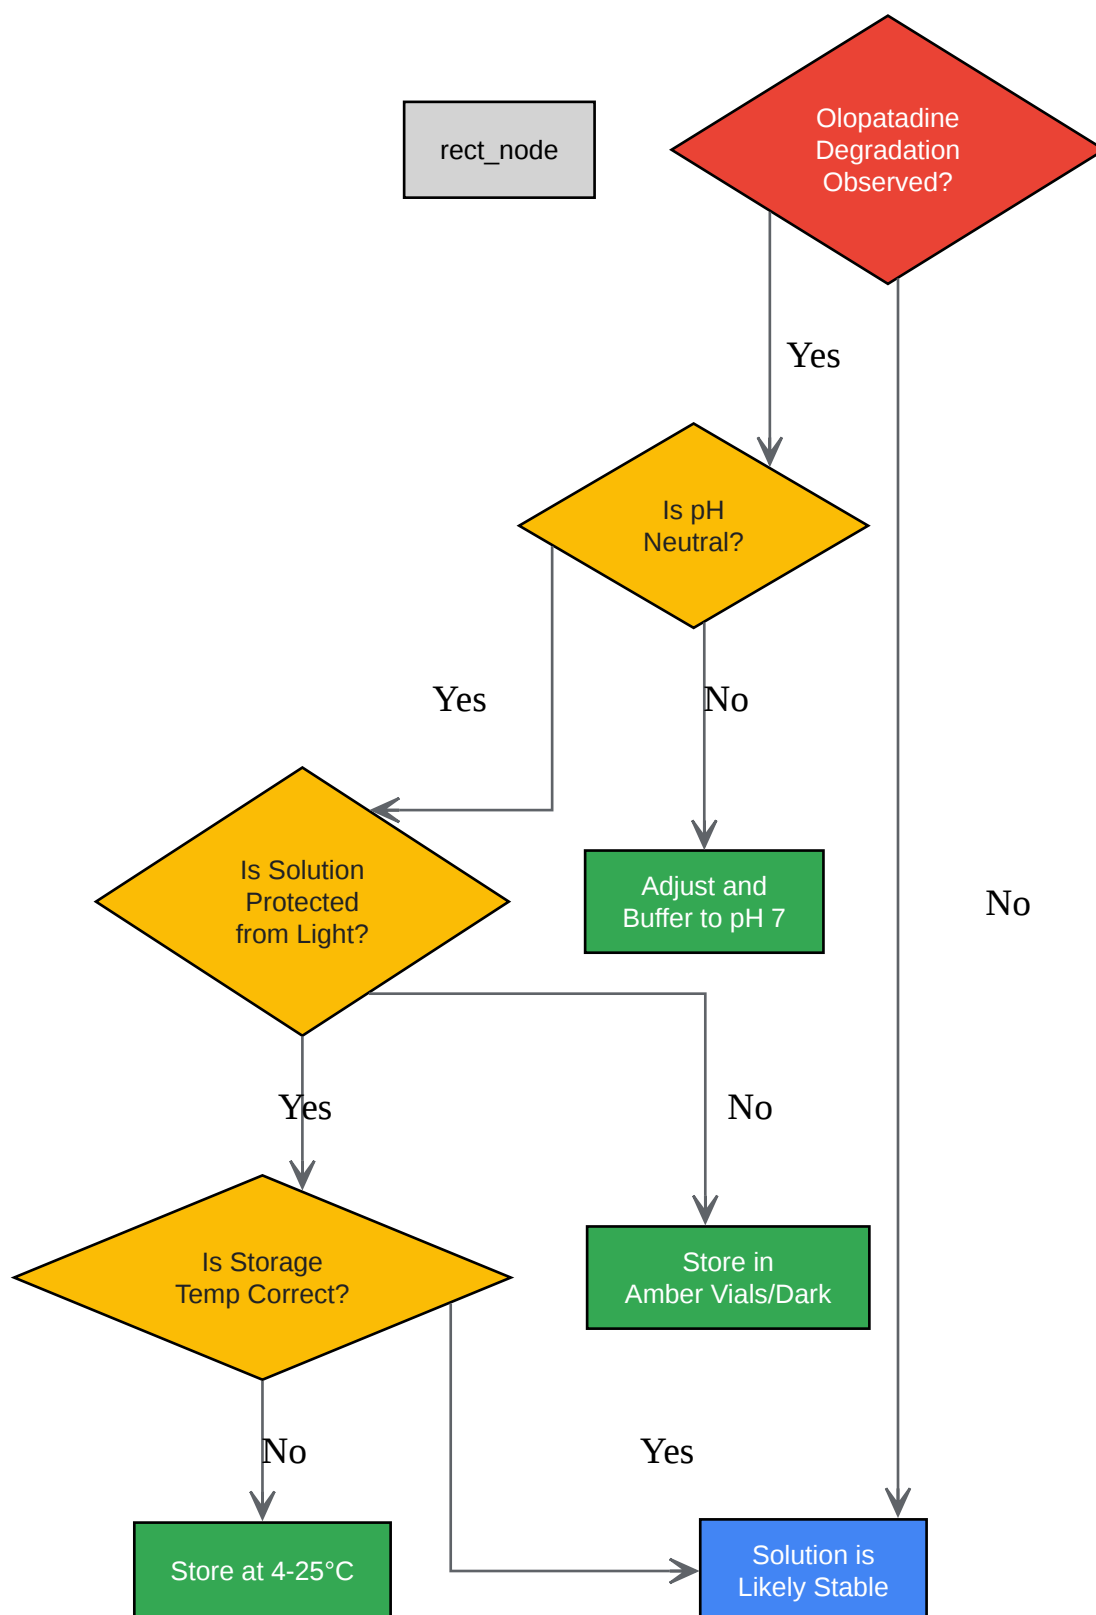 Olopatadine
Degradation
Observed?
rect_node
Yes
Is pH
Neutral?
Yes
No
Is Solution
Protected
from Light?
Adjust and
Buffer to pH 7
No
Yes
No
Is Storage
Temp Correct?
Store in
Amber Vials/Dark
No
Yes
Store at 4-25°C
Solution is
Likely Stable